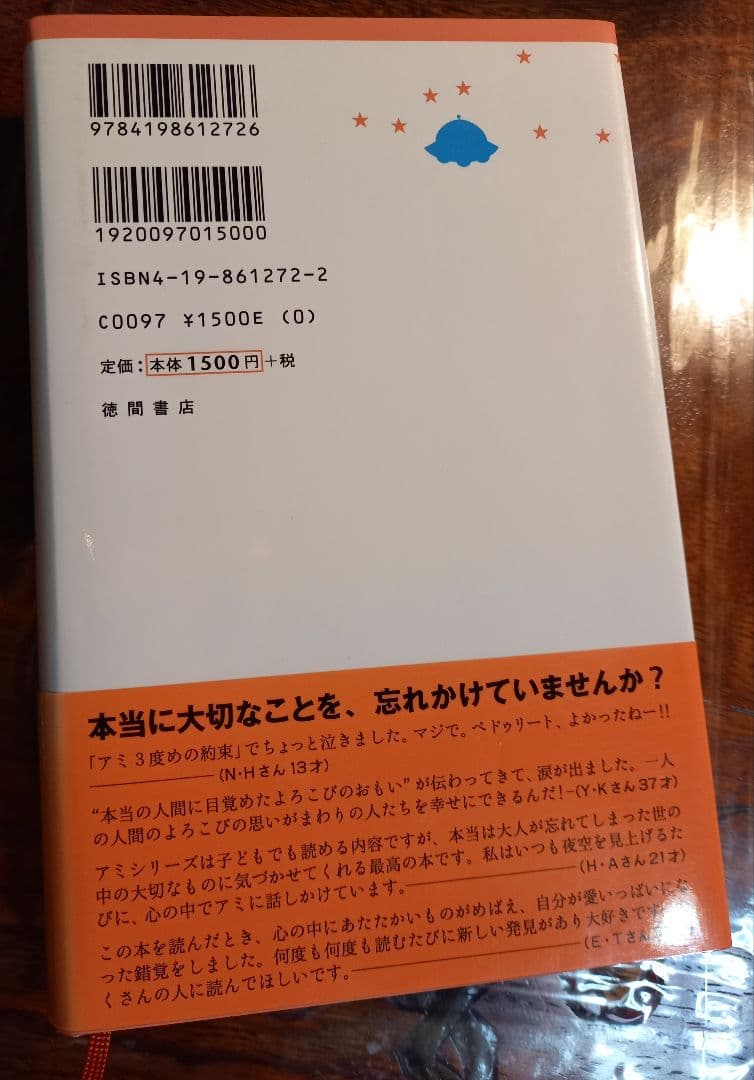 9784198612726
1920097015000
ISBN4-19-861272-2
C0097 ¥1500E (0)
定価：本体1500円+税
徳間書店
本当に大切なことを、忘れかけていませんか？
「アミ３度めの約束」でちょっと泣きました。マジで。ペドゥリート、よかったねー!!
(N・Hさん13才)
“本当の人間に目覚めたよろこびのおもい”が伝わってきて、涙が出ました。一人
の人間のよろこびの思いがまわりの人たちを幸せにできるんだ！-(Y・Kさん37才)
アミシリーズは子どもでも読める内容ですが、本当は大人が忘れてしまった世の
中の大切なものに気づかせてくれる最高の本です。私はいつも夜空を見上げるた
びに、心の中でアミに話しかけています。(H・Aさん21才)
この本を読んだとき、心の中にあたたかいものがめばえ、自分が愛いっぱいにな
った錯覚をしました。何度も何度も読むたびに新しい発見があり大好きです
くさんの人に読んでほしいです。(E・Tさん